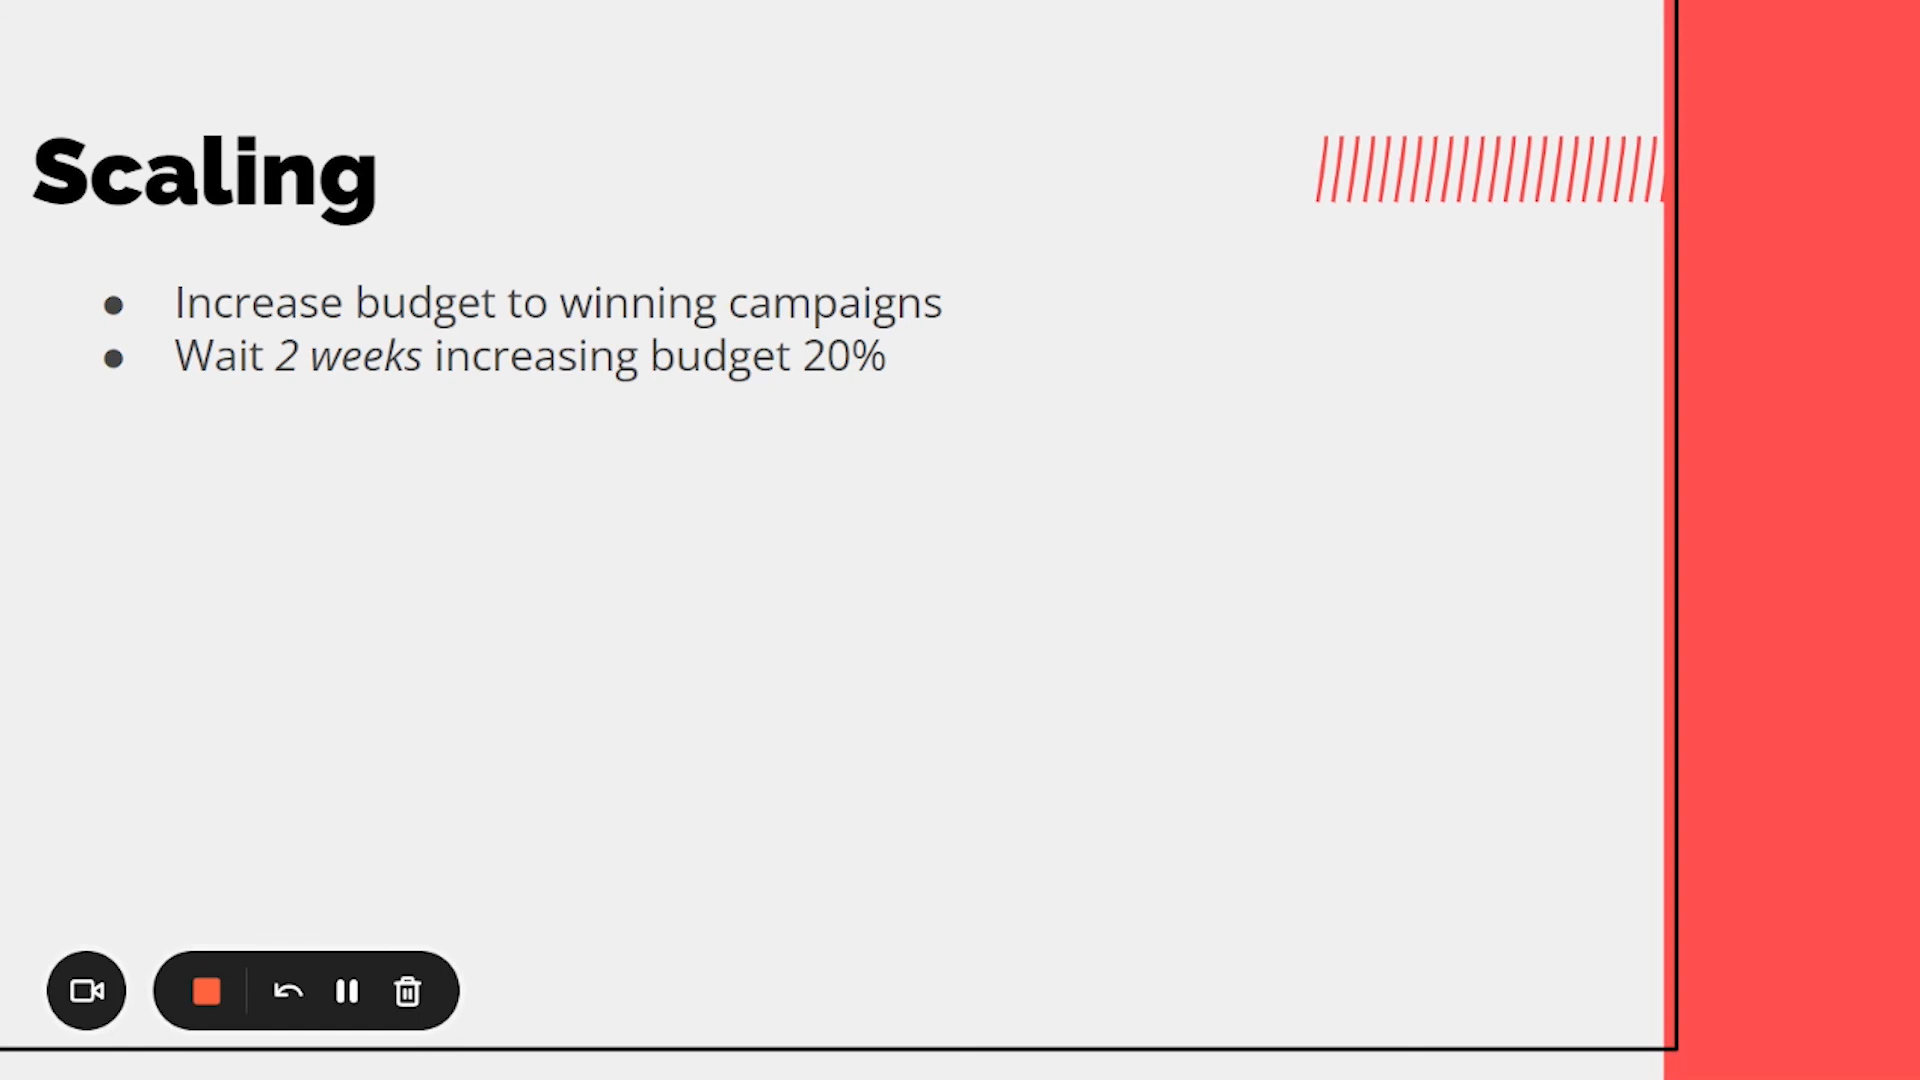 Scaling
● Increase budget to winning campaigns
● Wait 2 weeks increasing budget 20%